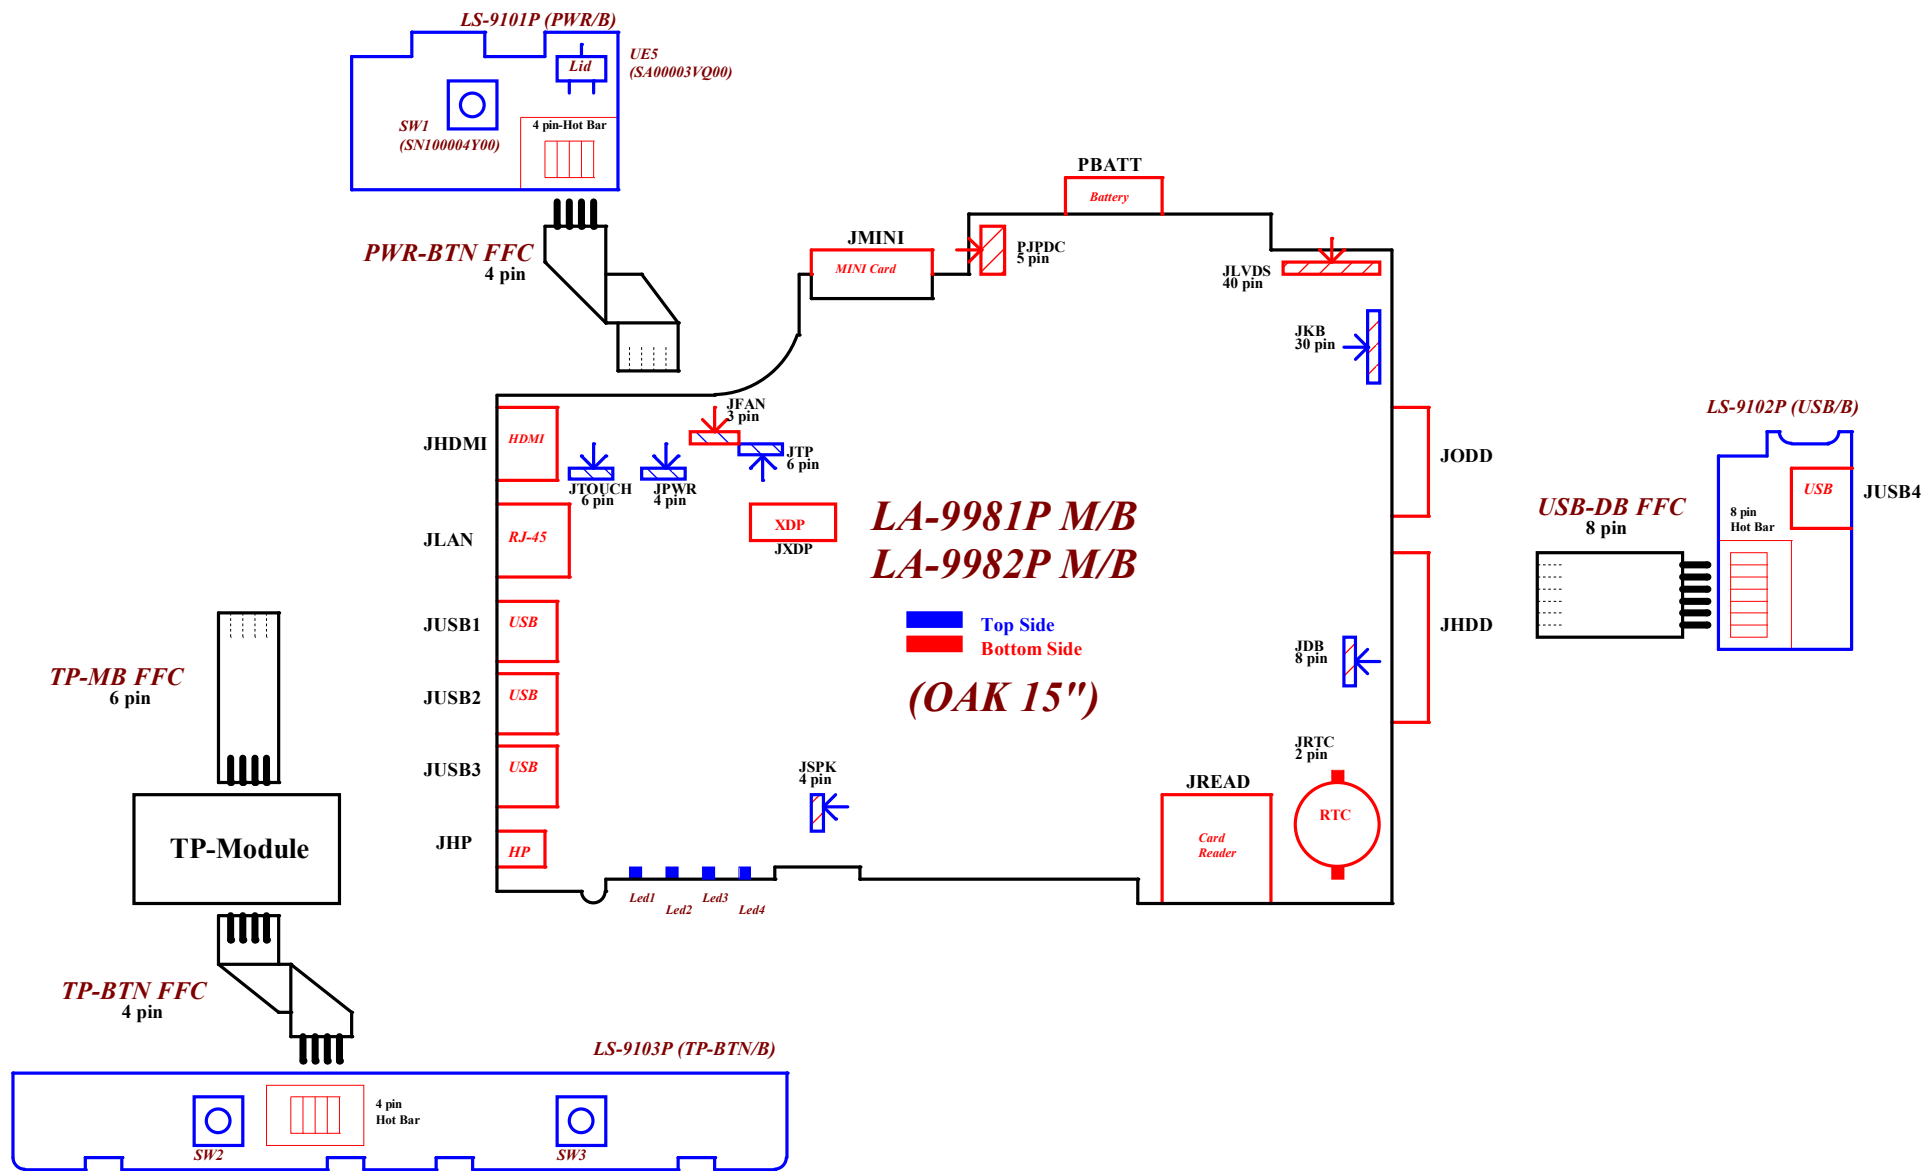 LS-9101P (PWR/B)
Lid
UE5
(SA00003VQ00)
SW1
(SN100004Y00)
4 pin-Hot Bar
PWR-BTN FFC
4 pin
PBATT
Battery
JMINI
MINI Card
PJPDC
5 pin
JLVDS
40 pin
JKB
30 pin
JFAN
3 pin
JTP
6 pin
JHDMI
HDMI
JTOUCH
6 pin
JPWR
4 pin
JLAN
RJ-45
XDP
JXDP
LA-9981P M/B
LA-9982P M/B
Top Side
Bottom Side
(OAK 15")
JODD
JHDD
JDB
8 pin
LS-9102P (USB/B)
USB
JUSB4
8 pin
Hot Bar
USB-DB FFC
8 pin
JUSB1
USB
JUSB2
USB
JUSB3
USB
JHP
HP
TP-MB FFC
6 pin
TP-Module
JSPK
4 pin
JREAD
Card
Reader
JRTC
2 pin
RTC
Led1
Led2
Led3
Led4
TP-BTN FFC
4 pin
LS-9103P (TP-BTN/B)
4 pin
Hot Bar
SW2
SW3